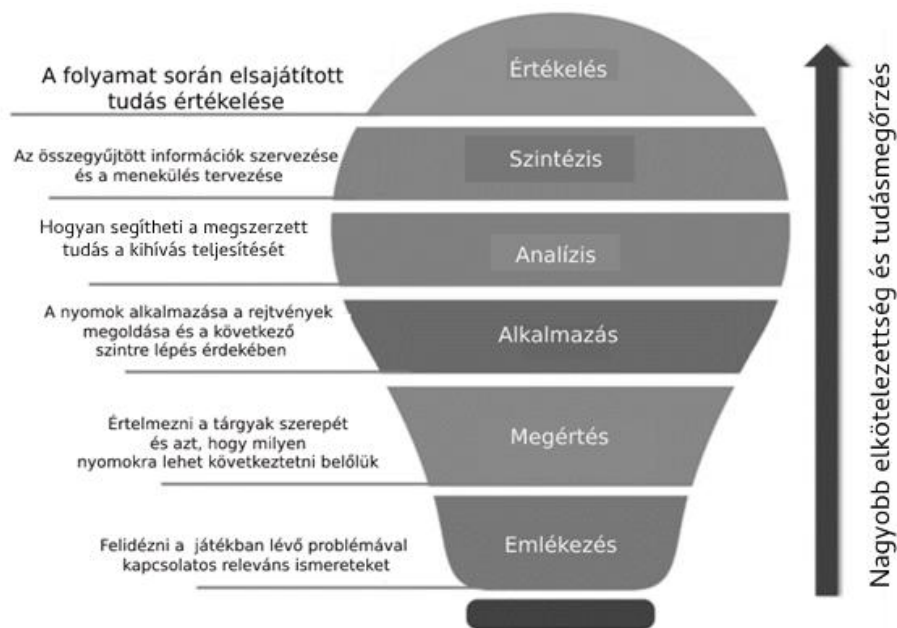 A folyamat során elsajátított
tudás értékelése
Értékelés
Az összegyűjtött információk szervezése
és a menekülés tervezése
Szintézis
Hogyan segítheti a megszerzett
tudás a kihívás teljesítését
Analízis
A nyomok alkalmazása a rejtvények
megoldása és a következő
szintre lépés érdekében
Alkalmazás
Értelmezni a tárgyak szerepét
és azt, hogy milyen
nyomokra lehet következtetni belőlük
Megértés
Felidézni a játékban lévő problémával
kapcsolatos releváns ismereteket
Emlékezés
Nagyobb elkötelezettség és tudásmegőrzés